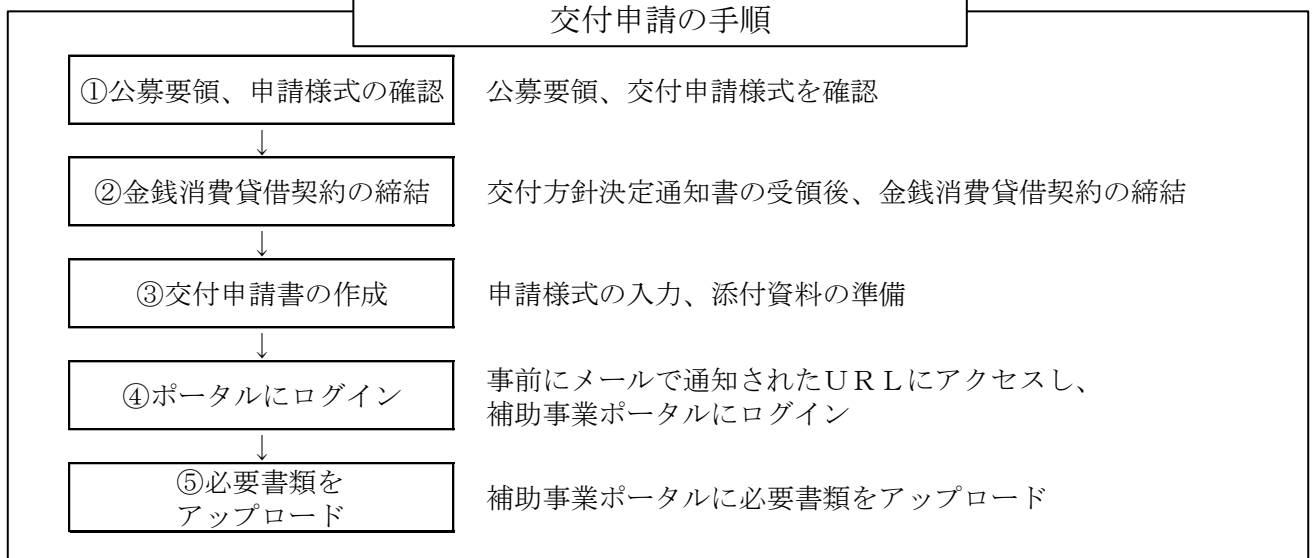 交付申請の手順
①公募要領、申請様式の確認
公募要領、交付申請様式を確認
↓
②金銭消費貸借契約の締結
交付方針決定通知書の受領後、金銭消費貸借契約の締結
↓
③交付申請書の作成
申請様式の入力、添付資料の準備
↓
④ポータルにログイン
事前にメールで通知されたＵＲＬにアクセスし、
補助事業ポータルにログイン
↓
⑤必要書類を
アップロード
補助事業ポータルに必要書類をアップロード